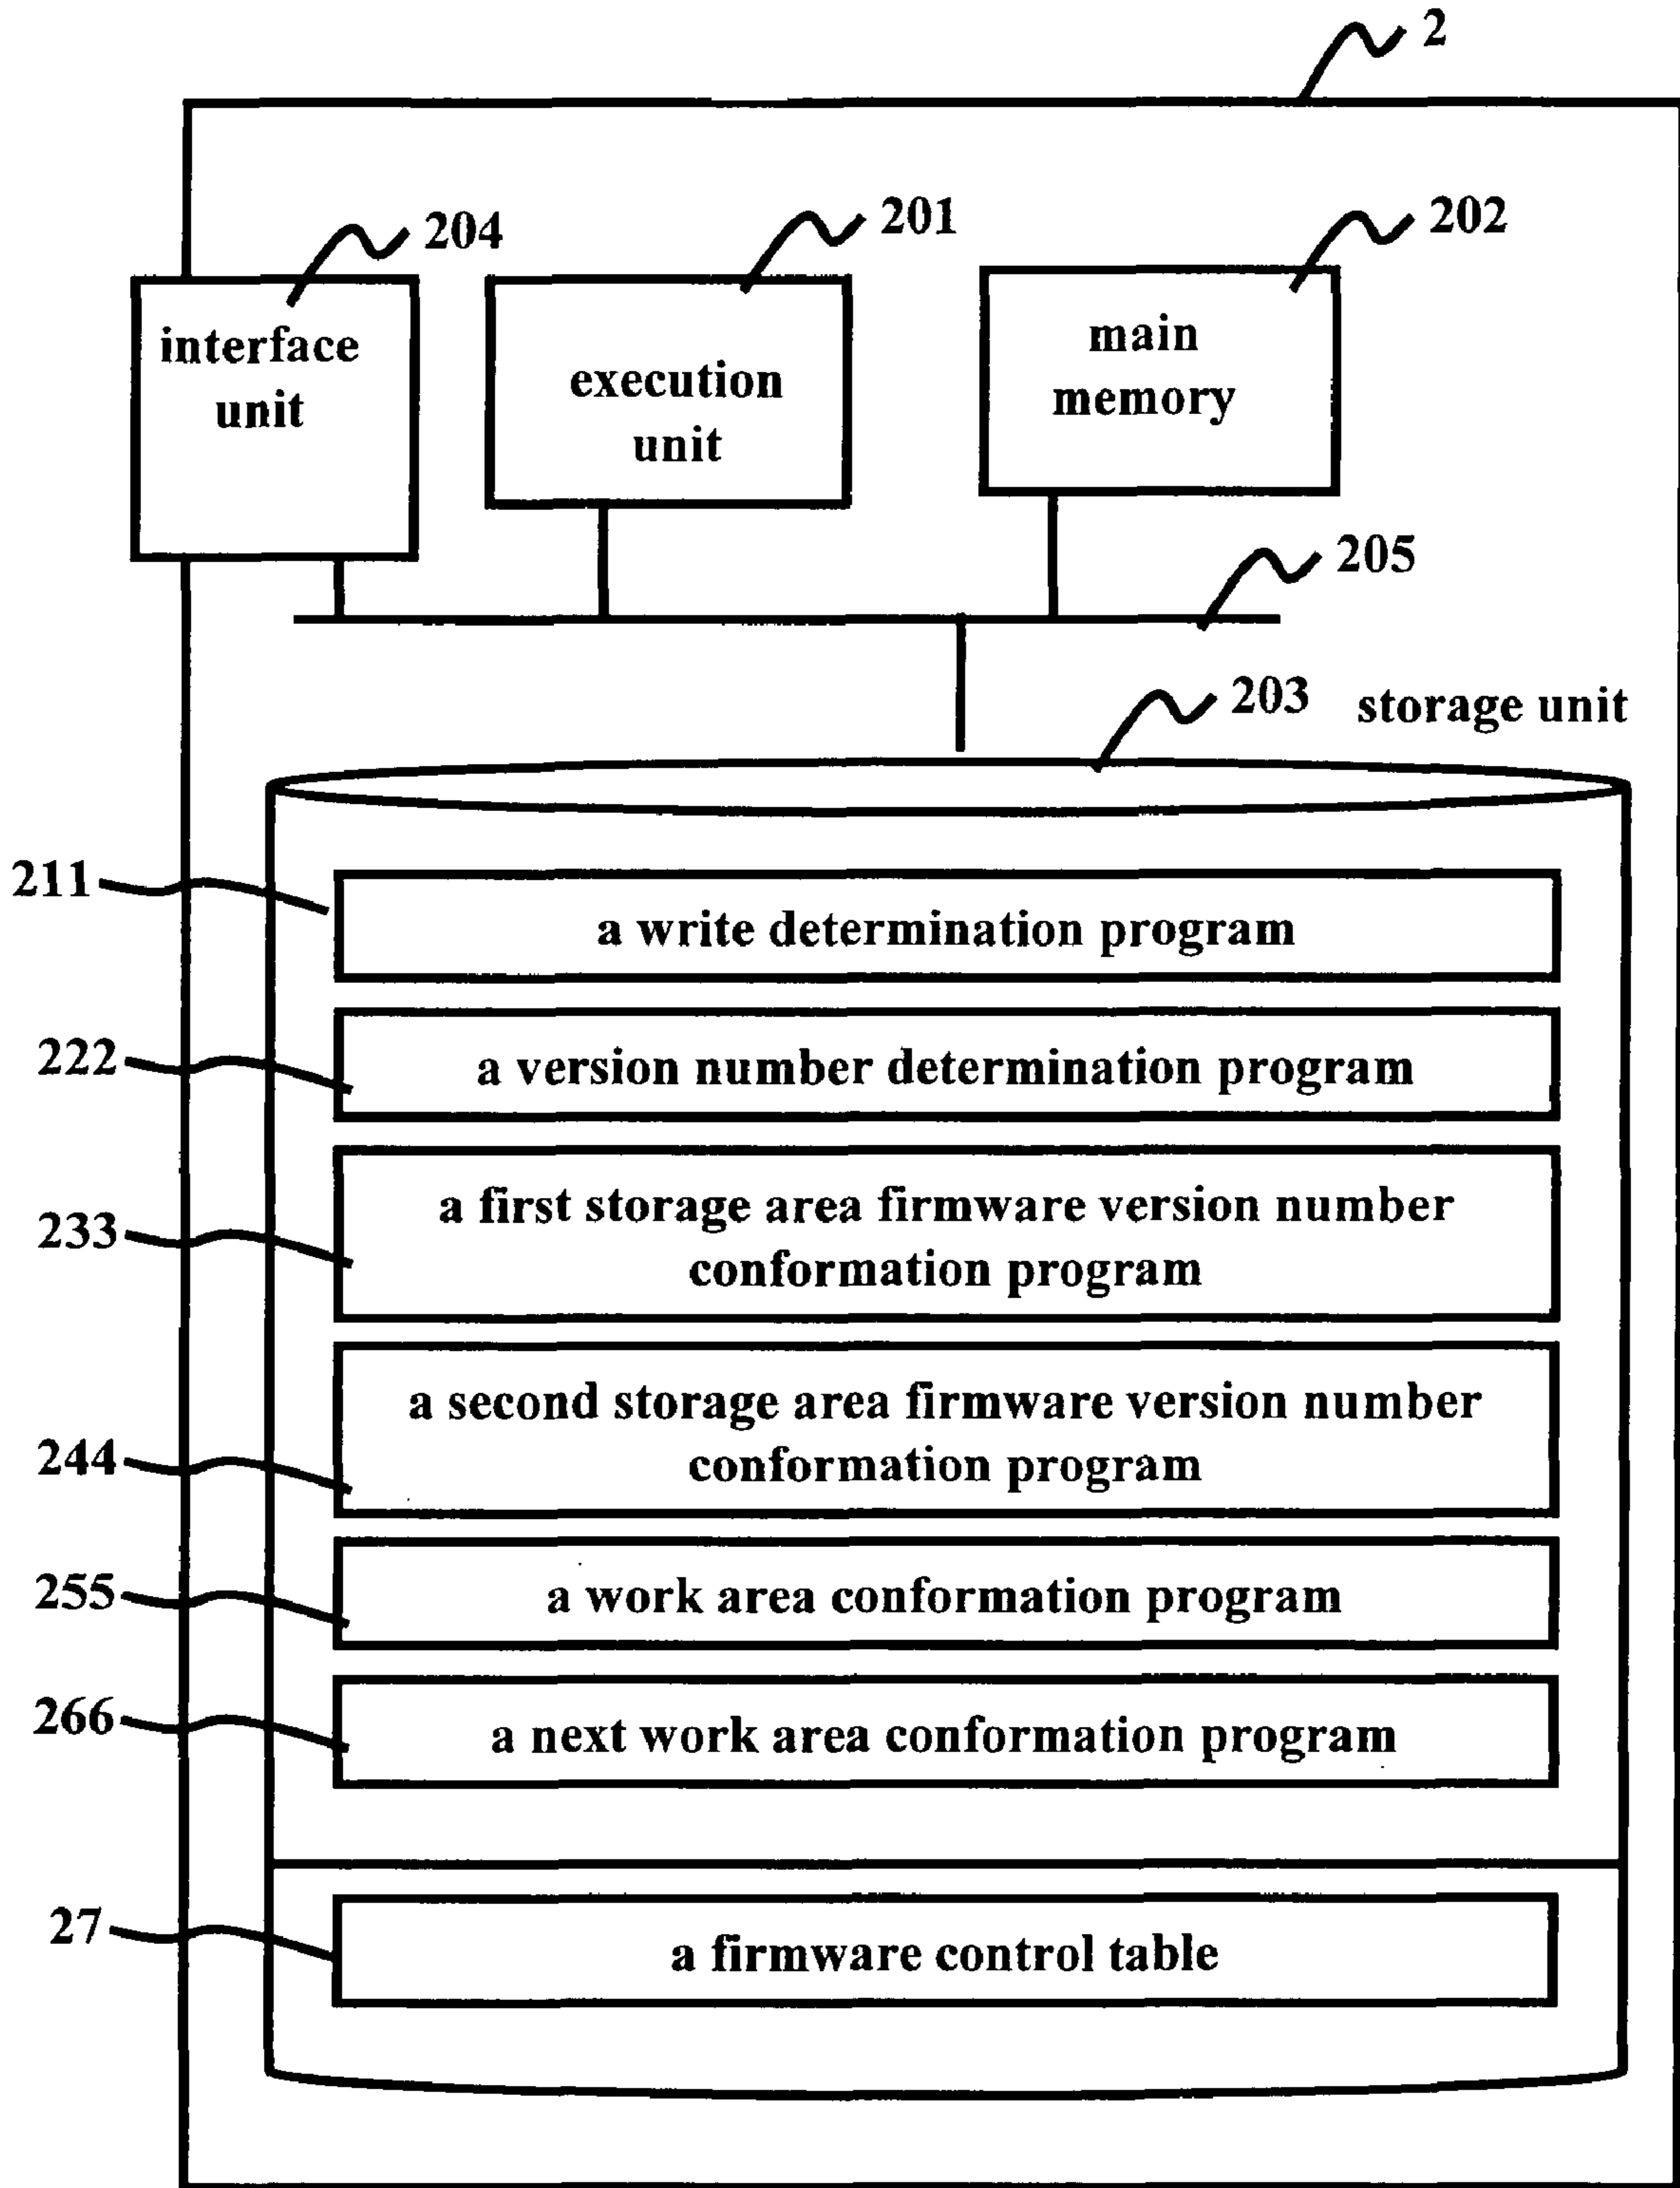 2
204
201
202
interface
unit
execution
unit
main
memory
205
203 storage unit
211
a write determination program
222
a version number determination program
233
a first storage area firmware version number
conformation program
244
a second storage area firmware version number
conformation program
255
a work area conformation program
266
a next work area conformation program
27
a firmware control table